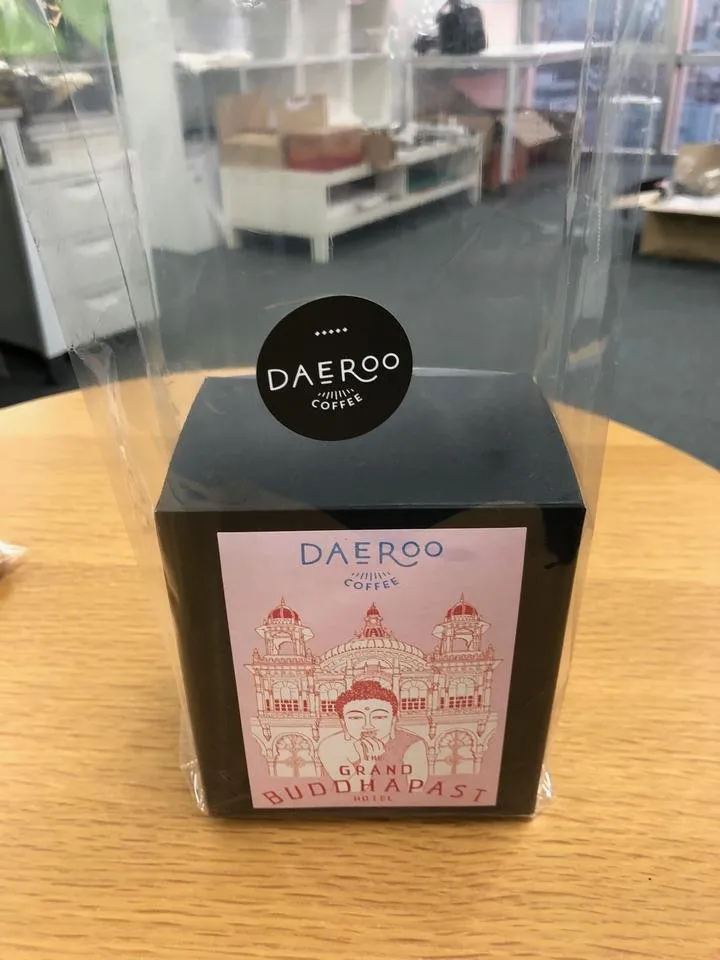 DAEROO
COFFEE
DAEROO
COFFEE
THE
GRAND
BUDDHAPAST
HOTEL